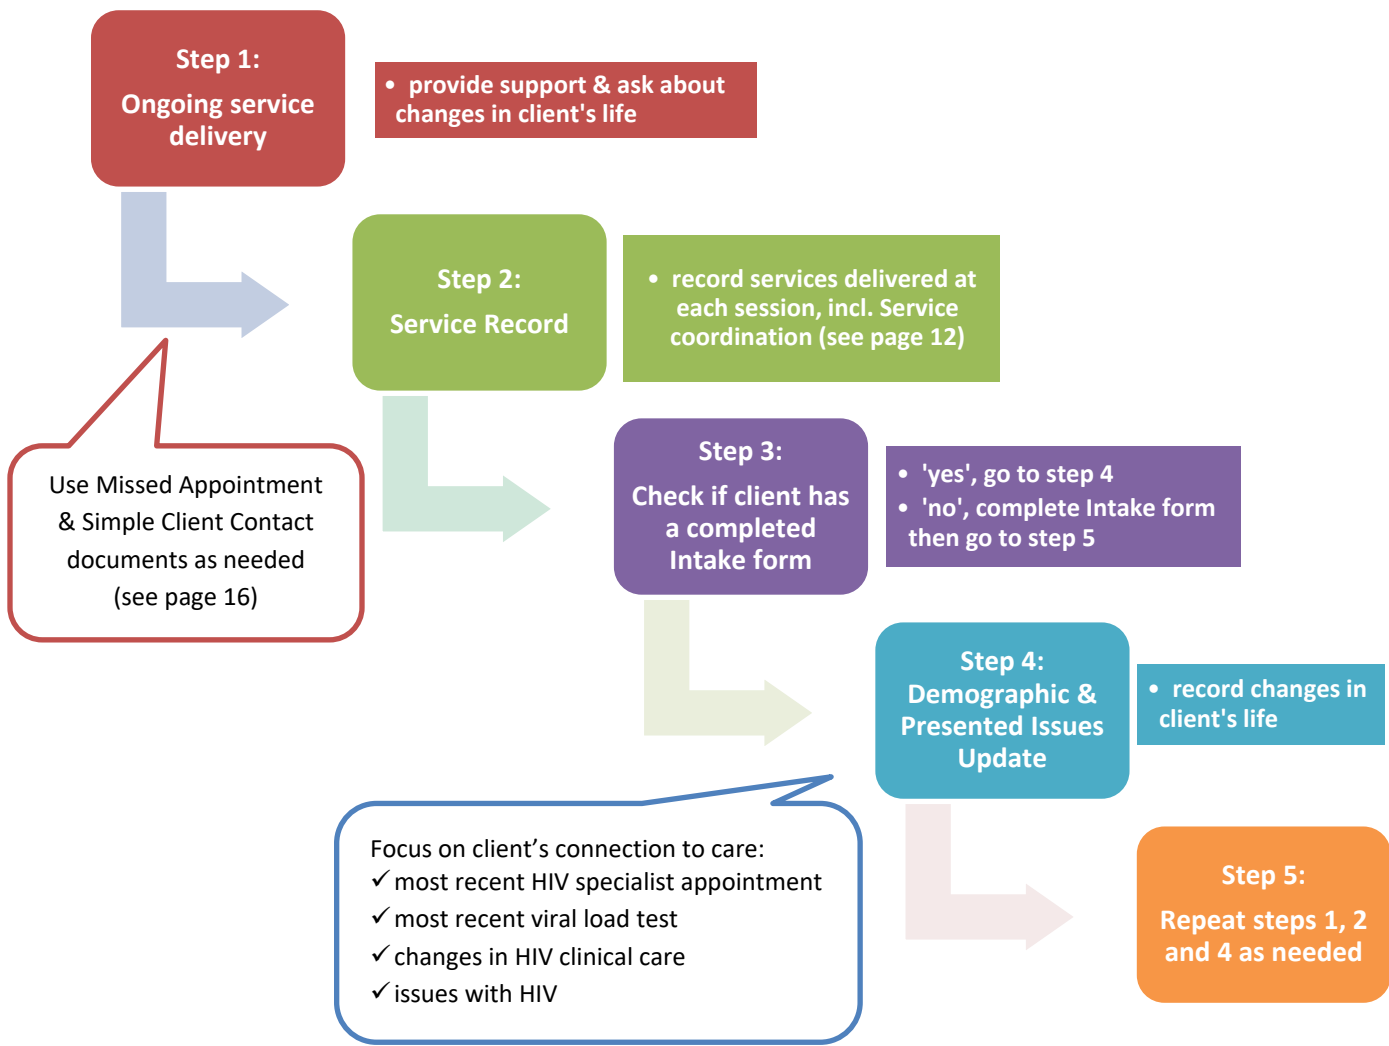 Step 1:
Ongoing service
delivery
• provide support & ask about
changes in client's life
Step 2:
Service Record
• record services delivered at
each session, incl. Service
coordination (see page 12)
Use Missed Appointment
& Simple Client Contact
documents as needed
(see page 16)
Step 3:
Check if client has
a completed
Intake form
• 'yes', go to step 4
• 'no', complete Intake form
then go to step 5
Step 4:
Demographic &
Presented Issues
Update
• record changes in
client's life
Focus on client’s connection to care:
✓ most recent HIV specialist appointment
✓ most recent viral load test
✓ changes in HIV clinical care
✓ issues with HIV
Step 5:
Repeat steps 1, 2
and 4 as needed